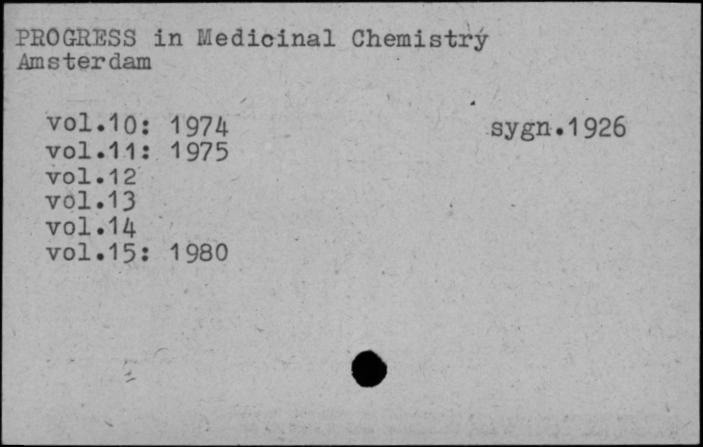 PROGRESS in Medicinal Chemistry
Amsterdam
vol.10: 1974 sygn.1926
vol.11: 1975
vol.12
vol.13
vol.14
vol.15: 1980